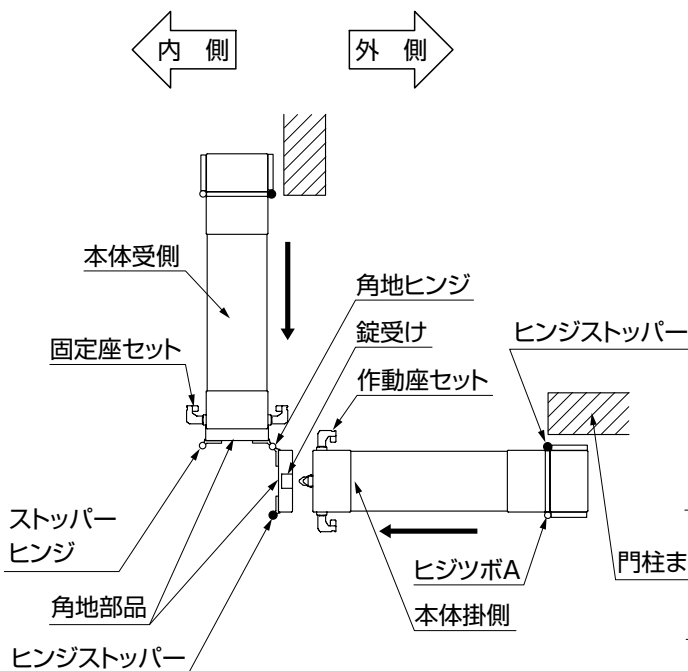 内 側
外 側
本体受側
角地ヒンジ
錠受け
ヒンジストッパー
固定座セット
作動座セット
ストッパー
ヒンジ
ヒジツボA
門柱ま
角地部品
本体掛側
ヒンジストッパー